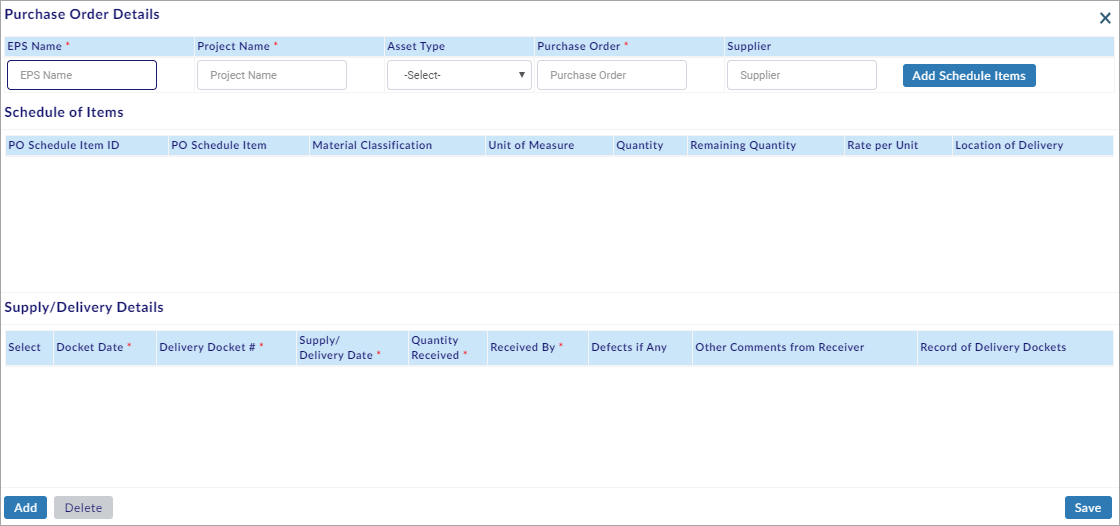 Purchase Order Details
EPS Name * Project Name * Asset Type Purchase Order * Supplier
EPS Name Project Name -Select- Purchase Order Supplier Add Schedule Items
Schedule of Items
PO Schedule Item ID PO Schedule Item Material Classification Unit of Measure Quantity Remaining Quantity Rate per Unit Location of Delivery
Supply/Delivery Details
Select Docket Date * Delivery Docket # * Supply/ Delivery Date * Quantity Received * Received By * Defects if Any Other Comments from Receiver Record of Delivery Dockets
Add Delete Save